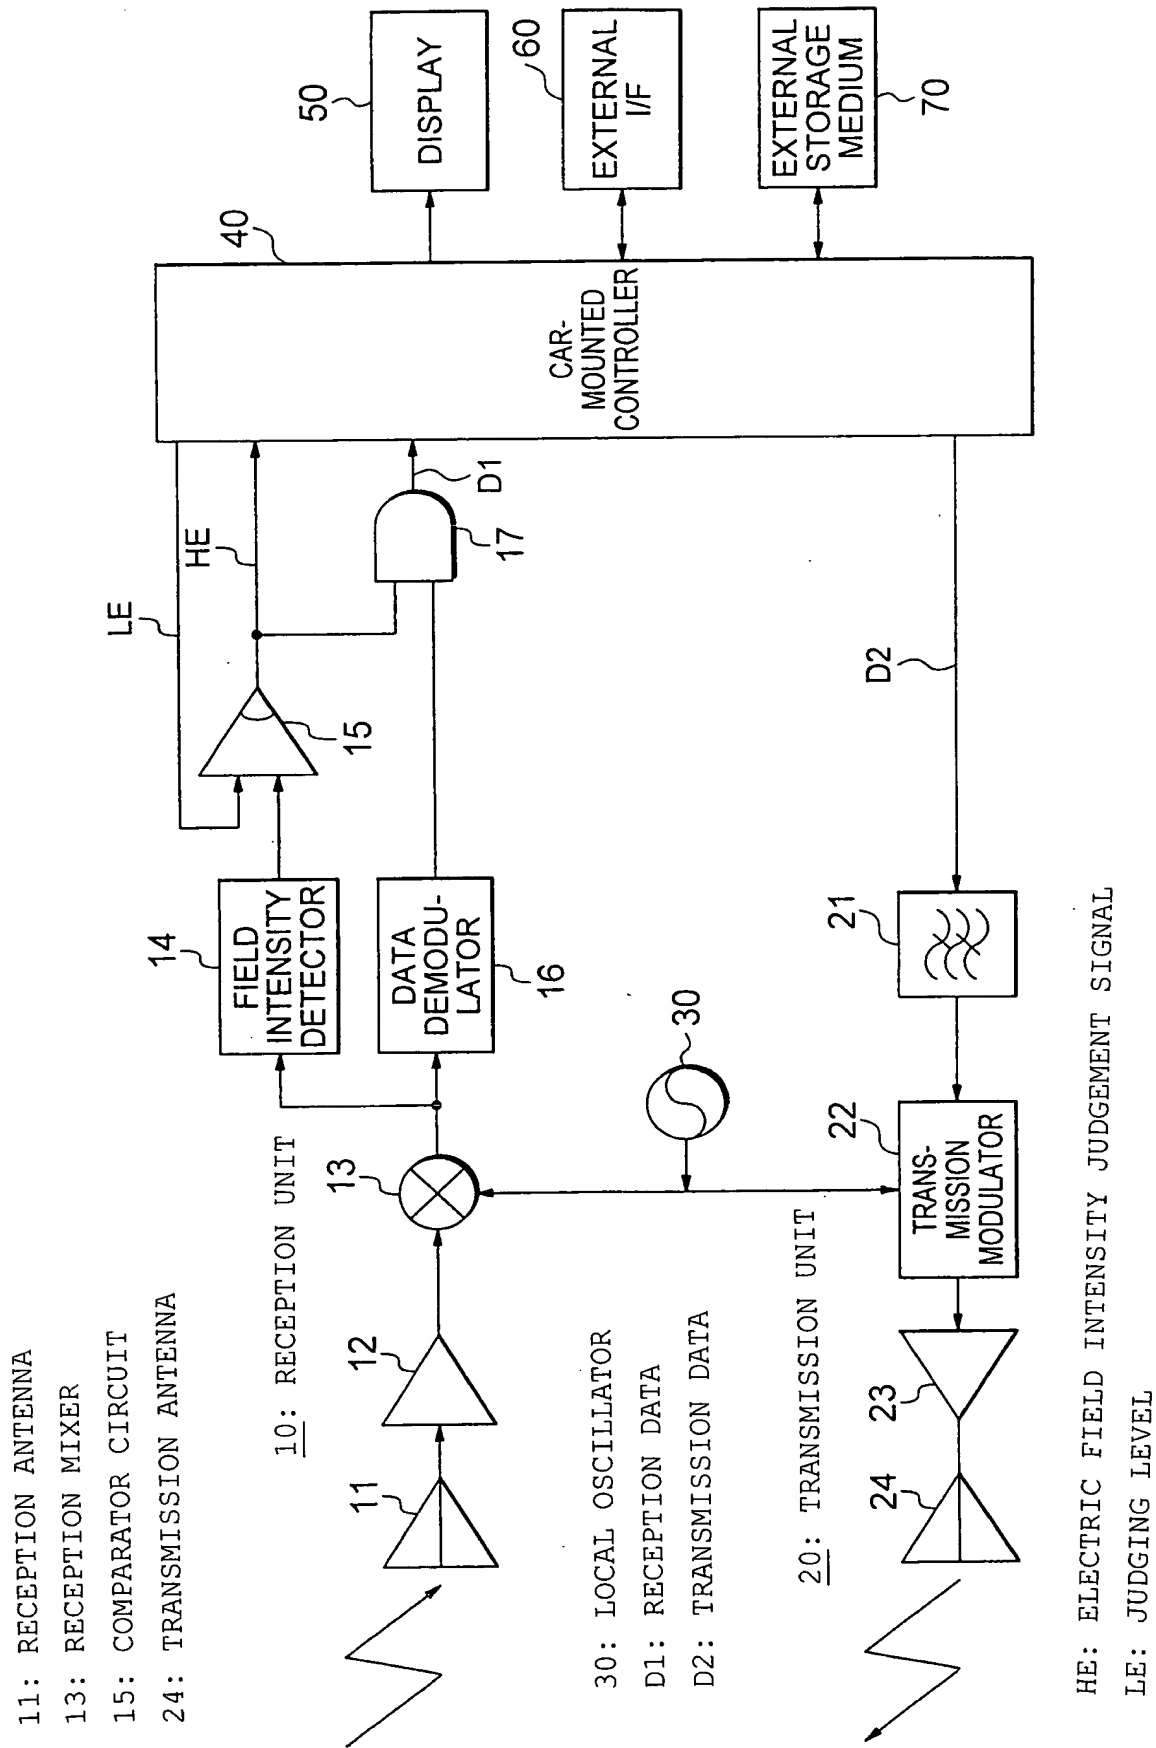 11: RECEPTION ANTENNA
13: RECEPTION MIXER
15: COMPARATOR CIRCUIT
24: TRANSMISSION ANTENNA
10: RECEPTION UNIT
11
12
13
14
FIELD
INTENSITY
DETECTOR
DATA
DEMODU-
LATOR
16
15
LE
HE
17
D1
40
CAR-
MOUNTED
CONTROLLER
50
DISPLAY
60
EXTERNAL
I/F
EXTERNAL
STORAGE
MEDIUM
70
30: LOCAL OSCILLATOR
D1: RECEPTION DATA
D2: TRANSMISSION DATA
30
20: TRANSMISSION UNIT
24
23
22
TRANS-
MISSION
MODULATOR
21
D2
HE: ELECTRIC FIELD INTENSITY JUDGEMENT SIGNAL
LE: JUDGING LEVEL